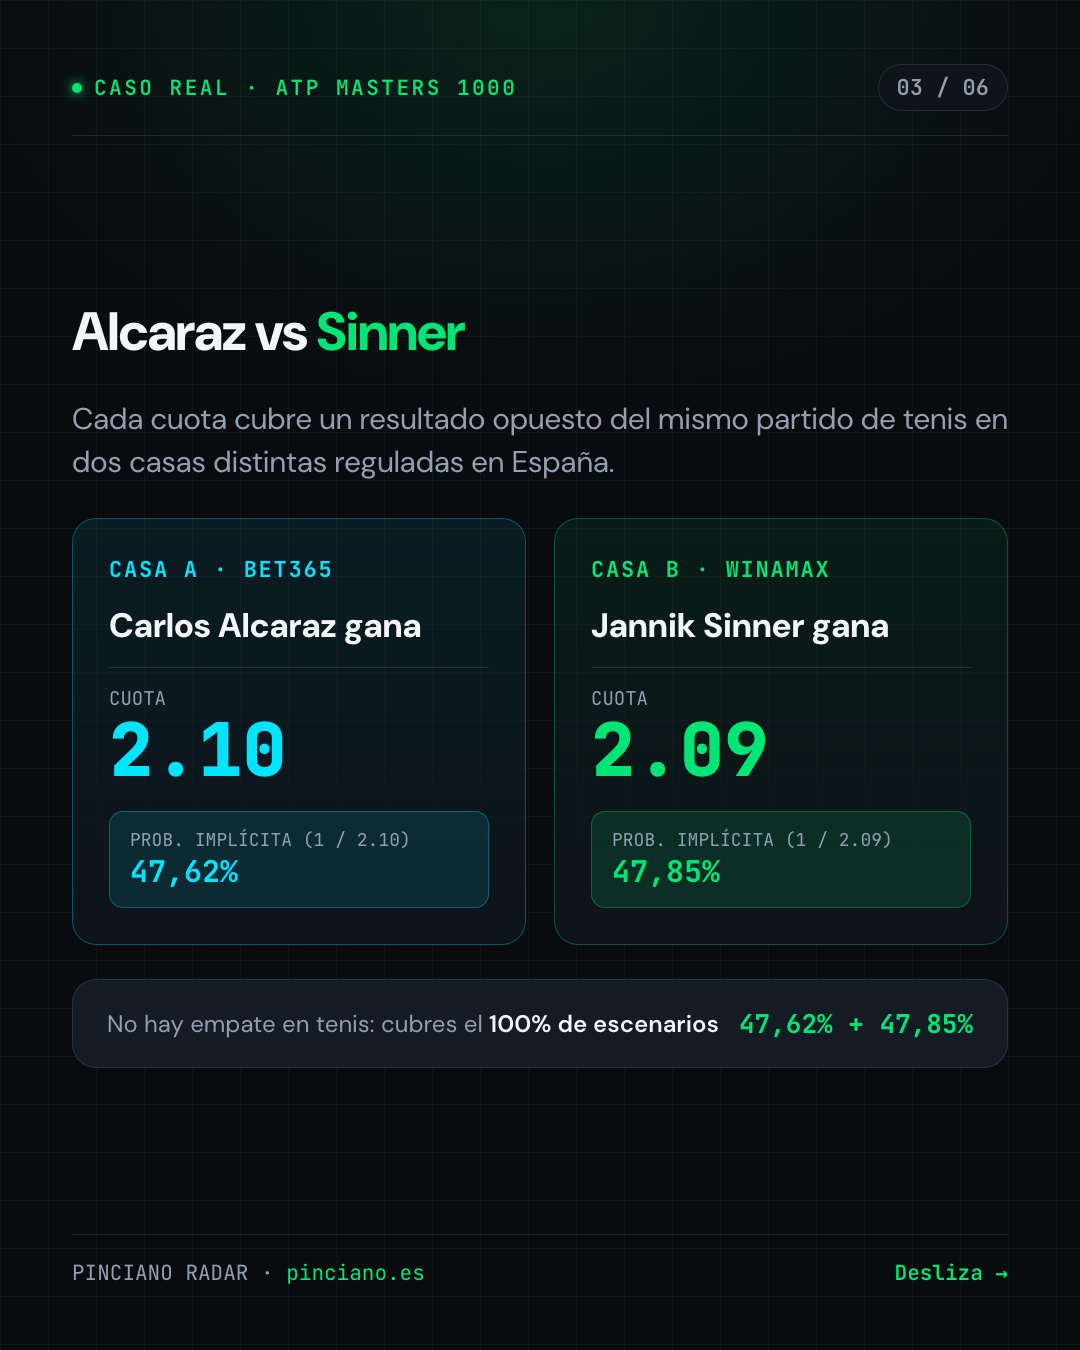 CASO REAL · ATP MASTERS 1000
03 / 06
Alcaraz vs Sinner
Cada cuota cubre un resultado opuesto del mismo partido de tenis en
dos casas distintas reguladas en España.
CASA A · BET365
Carlos Alcaraz gana
CUOTA
2.10
PROB. IMPLÍCITA (1 / 2.10)
47,62%
CASA B · WINAMAX
Jannik Sinner gana
CUOTA
2.09
PROB. IMPLÍCITA (1 / 2.09)
47,85%
No hay empate en tenis: cubres el 100% de escenarios 47,62% + 47,85%
PINCIANO RADAR · pinciano.es
Desliza →